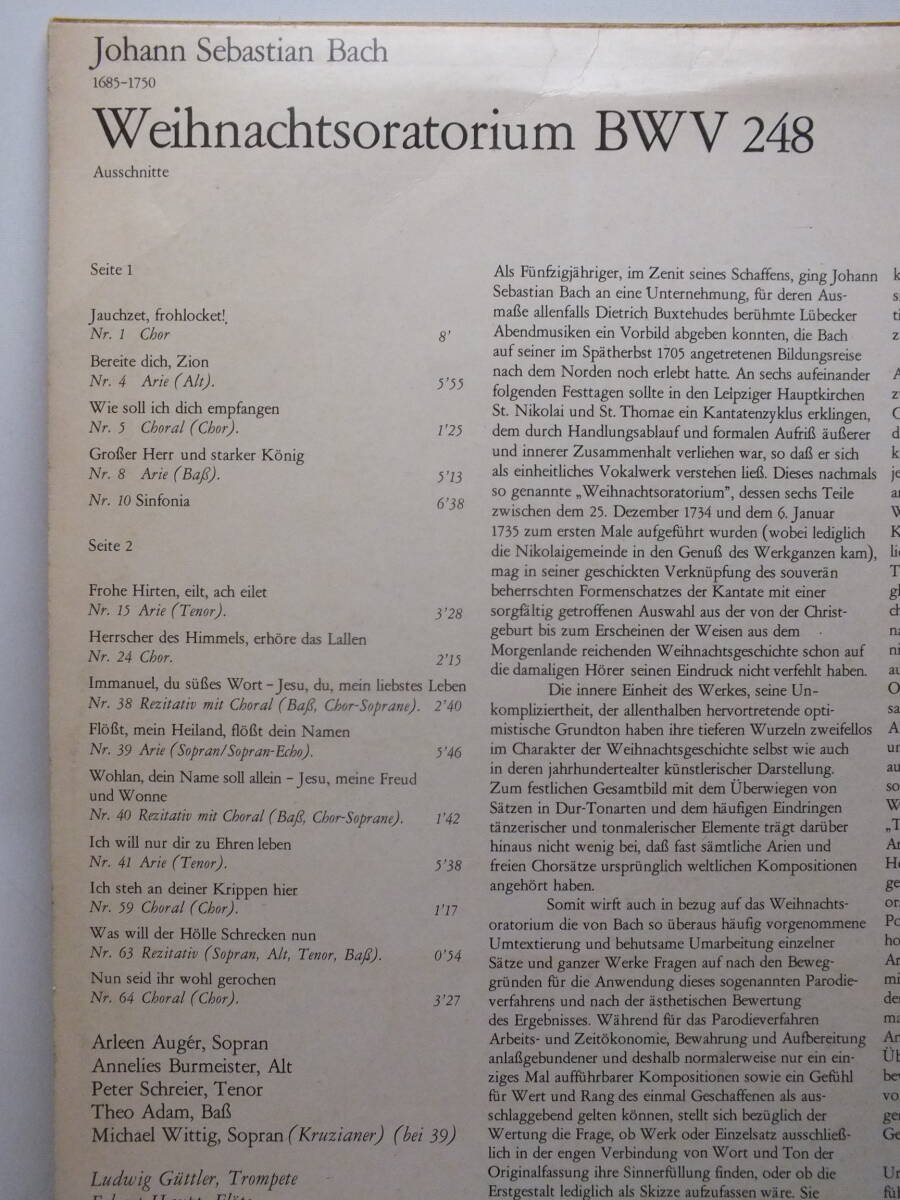 Johann Sebastian Bach
1685-1750
Weihnachtsoratorium BWV 248
Ausschnitte
Seite 1
Jauchzet, frohlocket!
Nr. 1 Chor 8'
Bereite dich, Zion
Nr. 4 Arie (Alt). 5'55
Wie soll ich dich empfangen
Nr. 5 Choral (Chor). 1'25
Großer Herr und starker König
Nr. 8 Arie (Baß). 5'13
Nr. 10 Sinfonia 6'38
Seite 2
Frohe Hirten, eilt, ach eilet
Nr. 15 Arie (Tenor). 3'28
Herrscher des Himmels, erhöre das Lallen
Nr. 24 Chor. 2'15
Immanuel, du süßes Wort – Jesu, du, mein liebstes Leben
Nr. 38 Rezitativ mit Choral (Baß, Chor-Soprane). 2'40
Flößt, mein Heiland, flößt dein Namen
Nr. 39 Arie (Sopran/Sopran-Echo). 5'46
Wohlan, dein Name soll allein – Jesu, meine Freud
und Wonne
Nr. 40 Rezitativ mit Choral (Baß, Chor-Soprane). 1'42
Ich will nur dir zu Ehren leben
Nr. 41 Arie (Tenor). 5'38
Ich steh an deiner Krippen hier
Nr. 59 Choral (Chor). 1'17
Was will der Hölle Schrecken nun
Nr. 63 Rezitativ (Sopran, Alt, Tenor, Baß). 0'54
Nun seid ihr wohl gerochen
Nr. 64 Choral (Chor). 3'27
Arleen Augér, Sopran
Annelies Burmeister, Alt
Peter Schreier, Tenor
Theo Adam, Baß
Michael Wittig, Sopran (Kruzianer) (bei 39)
Ludwig Güttler, Trompete
Als Fünfzigjähriger, im Zenit seines Schaffens, ging Johann
Sebastian Bach an eine Unternehmung, für deren Aus-
maße allenfalls Dietrich Buxtehudes berühmte Lübecker
Abendmusiken ein Vorbild abgeben konnten, die Bach
auf seiner im Spätherbst 1705 angetretenen Bildungsreise
nach dem Norden noch erlebt hatte. An sechs aufeinander
folgenden Festtagen sollte in den Leipziger Hauptkirchen
St. Nikolai und St. Thomae ein Kantatenzyklus erklingen,
dem durch Handlungsablauf und formalen Aufriß äußerer
und innerer Zusammenhalt verliehen war, so daß er sich
als einheitliches Vokalwerk verstehen ließ. Dieses nachmals
so genannte „Weihnachtsoratorium", dessen sechs Teile
zwischen dem 25. Dezember 1734 und dem 6. Januar
1735 zum ersten Male aufgeführt wurden (wobei lediglich
die Nikolaigemeinde in den Genuß des Werkganzen kam),
mag in seiner geschickten Verknüpfung des souverän
beherrschten Formenschatzes der Kantate mit einer
sorgfältig getroffenen Auswahl aus der von der Christ-
geburt bis zum Erscheinen der Weisen aus dem
Morgenlande reichenden Weihnachtsgeschichte schon auf
die damaligen Hörer seinen Eindruck nicht verfehlt haben.
Die innere Einheit des Werkes, seine Un-
kompliziertheit, der allenthalben hervortretende opti-
mistische Grundton haben ihre tieferen Wurzeln zweifellos
im Charakter der Weihnachtsgeschichte selbst wie auch
in deren jahrhundertealter künstlerischer Darstellung.
Zum festlichen Gesamtbild mit dem Überwiegen von
Sätzen in Dur-Tonarten und dem häufigen Eindringen
tänzerischer und tonmalerischer Elemente trägt darüber
hinaus nicht wenig bei, daß fast sämtliche Arien und
freien Chorsätze ursprünglich weltlichen Kompositionen
angehört haben.
Somit wirft auch in bezug auf das Weihnachts-
oratorium die von Bach so überaus häufig vorgenommene
Umtextierung und behutsame Umarbeitung einzelner
Sätze und ganzer Werke Fragen auf nach den Beweg-
gründen für die Anwendung dieses sogenannten Parodie-
verfahrens und nach der ästhetischen Bewertung
des Ergebnisses. Während für das Parodieverfahren
Arbeits- und Zeitökonomie, Bewahrung und Aufbereitung
anlaßgebundener und deshalb normalerweise nur ein ein-
ziges Mal aufführbarer Kompositionen sowie ein Gefühl
für Wert und Rang des einmal Geschaffenen als aus-
schlaggebend gelten können, stellt sich bezüglich der
Wertung die Frage, ob Werk oder Einzelsatz ausschließ-
lich in der engen Verbindung von Wort und Ton der
Originalfassung ihre Sinnerfüllung finden, oder ob die
Erstgestalt lediglich als Skizze aufzufassen wäre. Sie